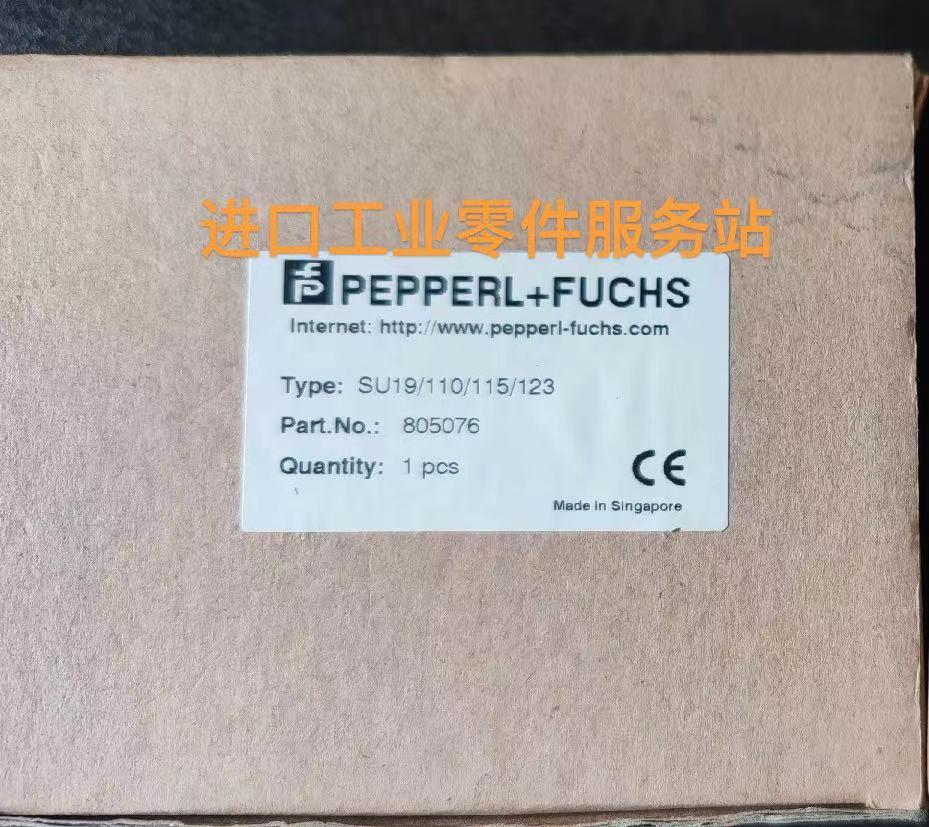 进口工业零件服务站
PEPPERL+FUCHS
Internet: http://www.pepperl-fuchs.com
Type: SU19/110/115/123
Part.No.: 805076
Quantity: 1 pcs
CE
Made in Singapore